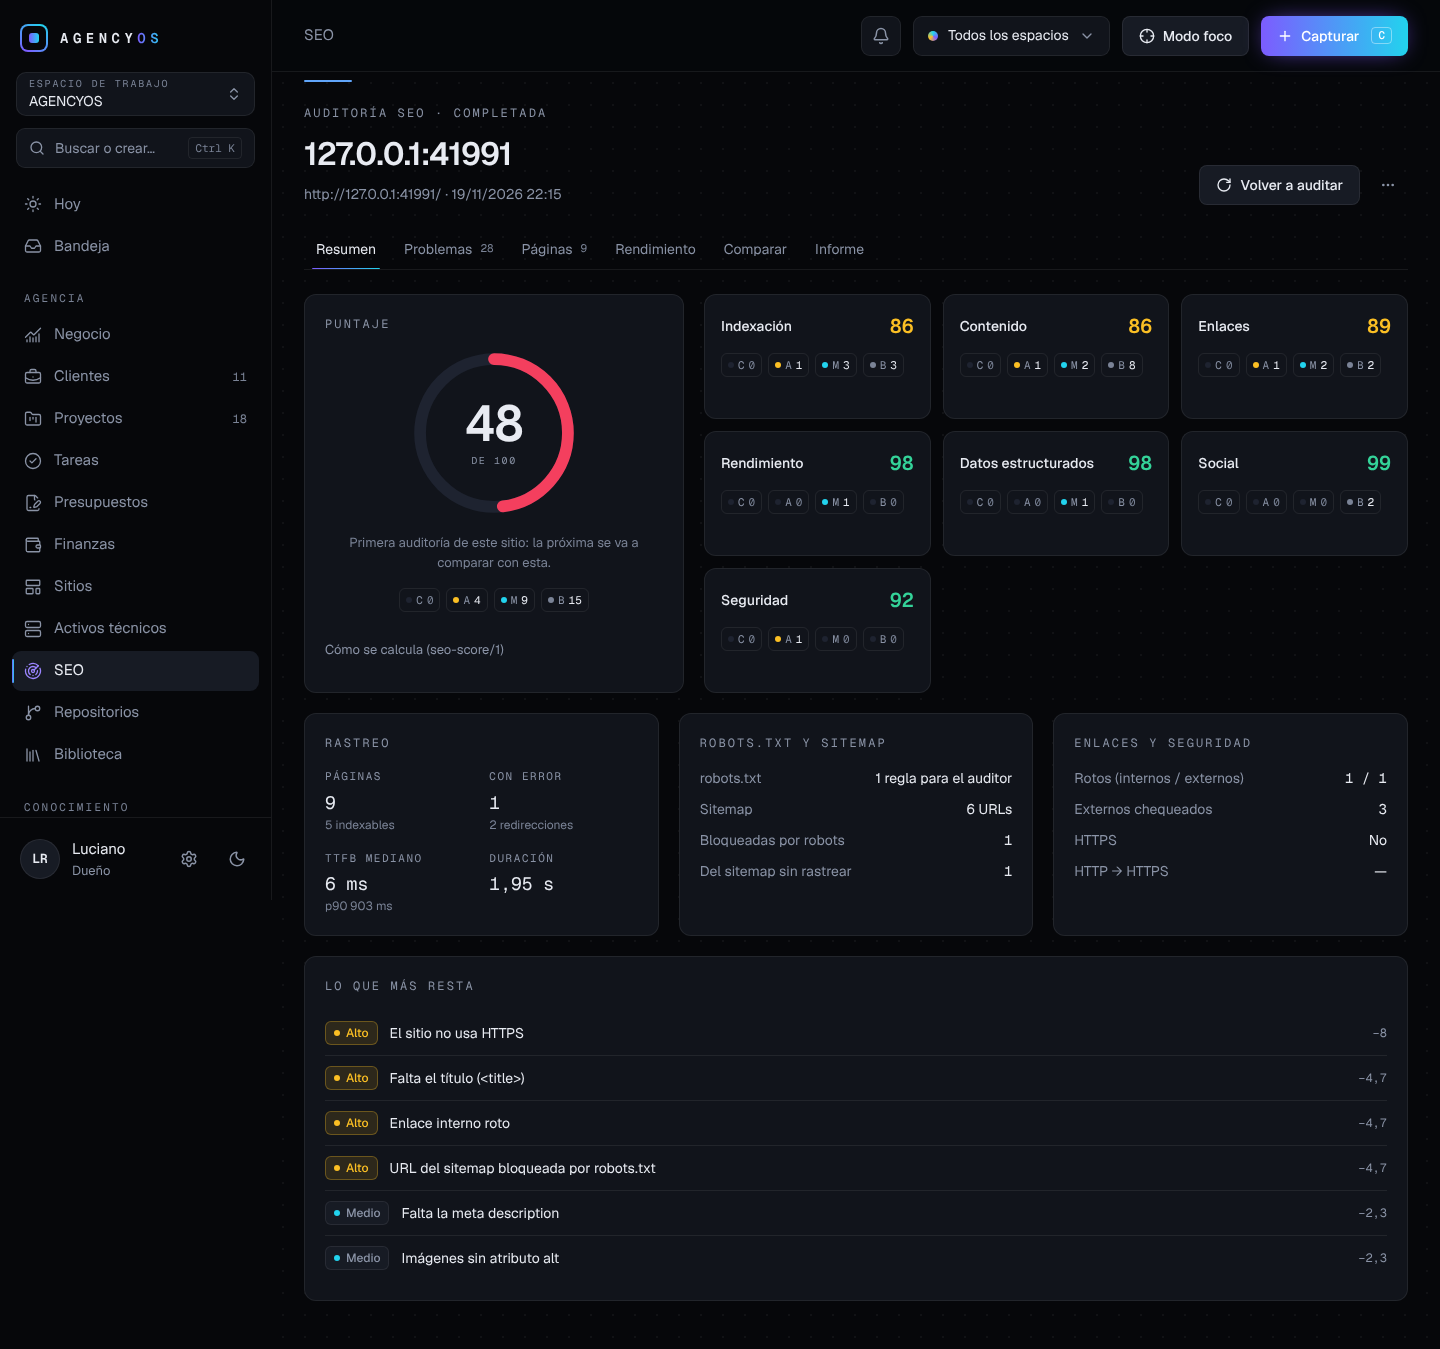 AGENCYOS
ESPACIO DE TRABAJO
AGENCYOS
Buscar o crear... Ctrl K
Hoy
Bandeja
AGENCIA
Negocio
Clientes 11
Proyectos 18
Tareas
Presupuestos
Finanzas
Sitios
Activos técnicos
SEO
Repositorios
Biblioteca
CONOCIMIENTO
LR
Luciano
Dueño
SEO
Todos los espacios
Modo foco
Capturar C
AUDITORÍA SEO · COMPLETADA
127.0.0.1:41991
http://127.0.0.1:41991/ · 19/11/2026 22:15
Volver a auditar
Resumen
Problemas 28
Páginas 9
Rendimiento
Comparar
Informe
PUNTAJE
48
DE 100
Primera auditoría de este sitio: la próxima se va a
comparar con esta.
C 0 A 4 M 9 B 15
Cómo se calcula (seo-score/1)
Indexación 86
C 0 A 1 M 3 B 3
Contenido 86
C 0 A 1 M 2 B 8
Enlaces 89
C 0 A 1 M 2 B 2
Rendimiento 98
C 0 A 0 M 1 B 0
Datos estructurados 98
C 0 A 0 M 1 B 0
Social 99
C 0 A 0 M 0 B 2
Seguridad 92
C 0 A 1 M 0 B 0
RASTREO
PÁGINAS
9
5 indexables
CON ERROR
1
2 redirecciones
TTFB MEDIANO
6 ms
p90 903 ms
DURACIÓN
1,95 s
ROBOTS.TXT Y SITEMAP
robots.txt 1 regla para el auditor
Sitemap 6 URLs
Bloqueadas por robots 1
Del sitemap sin rastrear 1
ENLACES Y SEGURIDAD
Rotos (internos / externos) 1 / 1
Externos chequeados 3
HTTPS No
HTTP → HTTPS —
LO QUE MÁS RESTA
Alto El sitio no usa HTTPS −8
Alto Falta el título (<title>) −4,7
Alto Enlace interno roto −4,7
Alto URL del sitemap bloqueada por robots.txt −4,7
Medio Falta la meta description −2,3
Medio Imágenes sin atributo alt −2,3